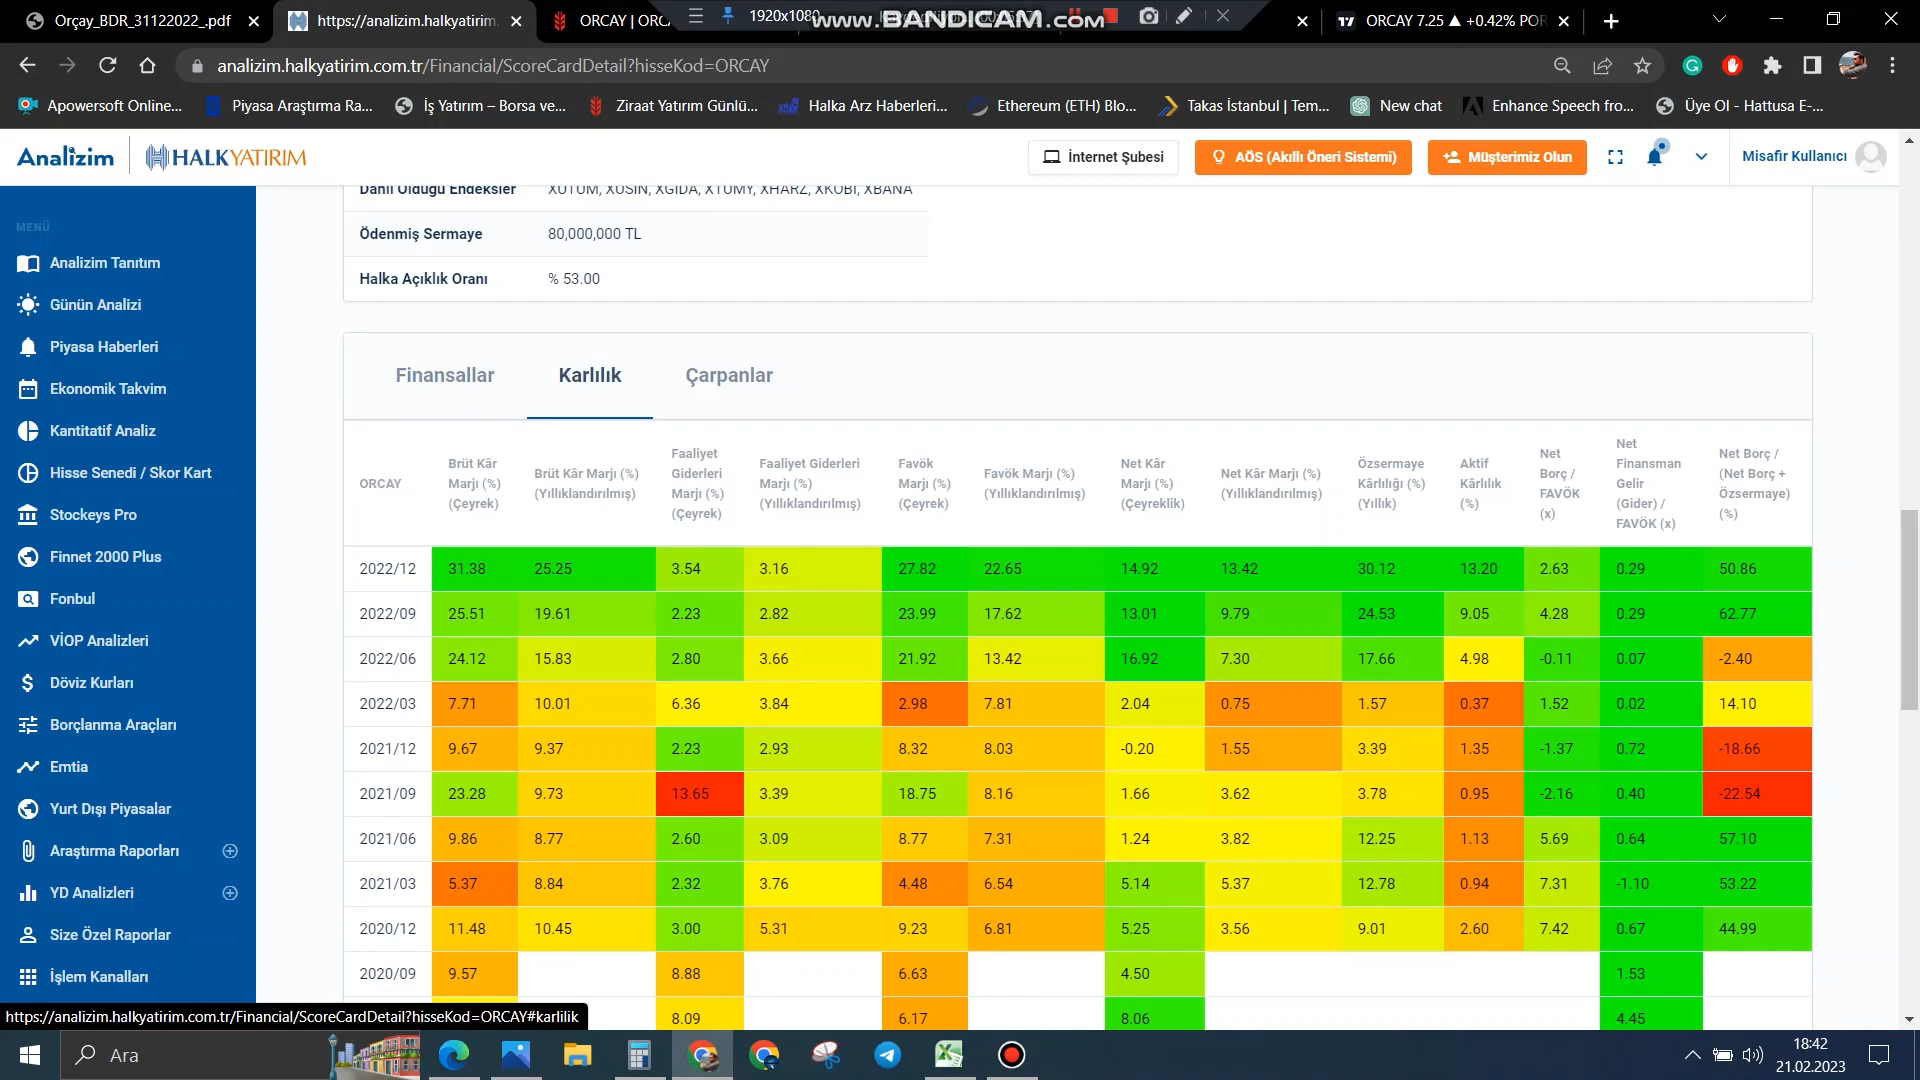 Orçay_BDR_31122022_.pdf
https://analizim.halkyatirim.
ORCAY | ORC
1920x1080
www.BANDICAM.com
ORCAY 7.25 ▲ +0.42% POR
analizim.halkyatirim.com.tr/Financial/ScoreCardDetail?hisseKod=ORCAY
Apowersoft Online...
Piyasa Araştırma Ra...
İş Yatırım – Borsa ve...
Ziraat Yatırım Günlü...
Halka Arz Haberleri...
Ethereum (ETH) Blo...
Takas İstanbul | Tem...
New chat
Enhance Speech fro...
Üye Ol - Hattusa E-...
Analizim
HALKYATIRIM
İnternet Şubesi
AÖS (Akıllı Öneri Sistemi)
Müşterimiz Olun
Misafir Kullanıcı
MENÜ
Analizim Tanıtım
Günün Analizi
Piyasa Haberleri
Ekonomik Takvim
Kantitatif Analiz
Hisse Senedi / Skor Kart
Stockeys Pro
Finnet 2000 Plus
Fonbul
VİOP Analizleri
Döviz Kurları
Borçlanma Araçları
Emtia
Yurt Dışı Piyasalar
Araştırma Raporları
YD Analizleri
Size Özel Raporlar
İşlem Kanalları
Dahil Olduğu Endeksler XUTUM, XUSIN, XGIDA, XTUMY, XHARZ, XKOBI, XBANA
Ödenmiş Sermaye 80,000,000 TL
Halka Açıklık Oranı % 53.00
Finansallar
Karlılık
Çarpanlar
ORCAY
Brüt Kâr
Marjı (%)
(Çeyrek)
Brüt Kâr Marjı (%)
(Yıllıklandırılmış)
Faaliyet
Giderleri
Marjı (%)
(Çeyrek)
Faaliyet Giderleri
Marjı (%)
(Yıllıklandırılmış)
Favök
Marjı (%)
(Çeyrek)
Favök Marjı (%)
(Yıllıklandırılmış)
Net Kâr
Marjı (%)
(Çeyreklik)
Net Kâr Marjı (%)
(Yıllıklandırılmış)
Özsermaye
Kârlılığı (%)
(Yıllık)
Aktif
Kârlılık
(%)
Net
Borç /
FAVÖK
(x)
Net
Finansman
Gelir
(Gider) /
FAVÖK (x)
Net Borç /
(Net Borç +
Özsermaye)
(%)
2022/12 31.38 25.25 3.54 3.16 27.82 22.65 14.92 13.42 30.12 13.20 2.63 0.29 50.86
2022/09 25.51 19.61 2.23 2.82 23.99 17.62 13.01 9.79 24.53 9.05 4.28 0.29 62.77
2022/06 24.12 15.83 2.80 3.66 21.92 13.42 16.92 7.30 17.66 4.98 -0.11 0.07 -2.40
2022/03 7.71 10.01 6.36 3.84 2.98 7.81 2.04 0.75 1.57 0.37 1.52 0.02 14.10
2021/12 9.67 9.37 2.23 2.93 8.32 8.03 -0.20 1.55 3.39 1.35 -1.37 0.72 -18.66
2021/09 23.28 9.73 13.65 3.39 18.75 8.16 1.66 3.62 3.78 0.95 -2.16 0.40 -22.54
2021/06 9.86 8.77 2.60 3.09 8.77 7.31 1.24 3.82 12.25 1.13 5.69 0.64 57.10
2021/03 5.37 8.84 2.32 3.76 4.48 6.54 5.14 5.37 12.78 0.94 7.31 -1.10 53.22
2020/12 11.48 10.45 3.00 5.31 9.23 6.81 5.25 3.56 9.01 2.60 7.42 0.67 44.99
2020/09 9.57 8.88 6.63 4.50 1.53
8.09 6.17 8.06 4.45
https://analizim.halkyatirim.com.tr/Financial/ScoreCardDetail?hisseKod=ORCAY#karlilik
Ara
18:42
21.02.2023